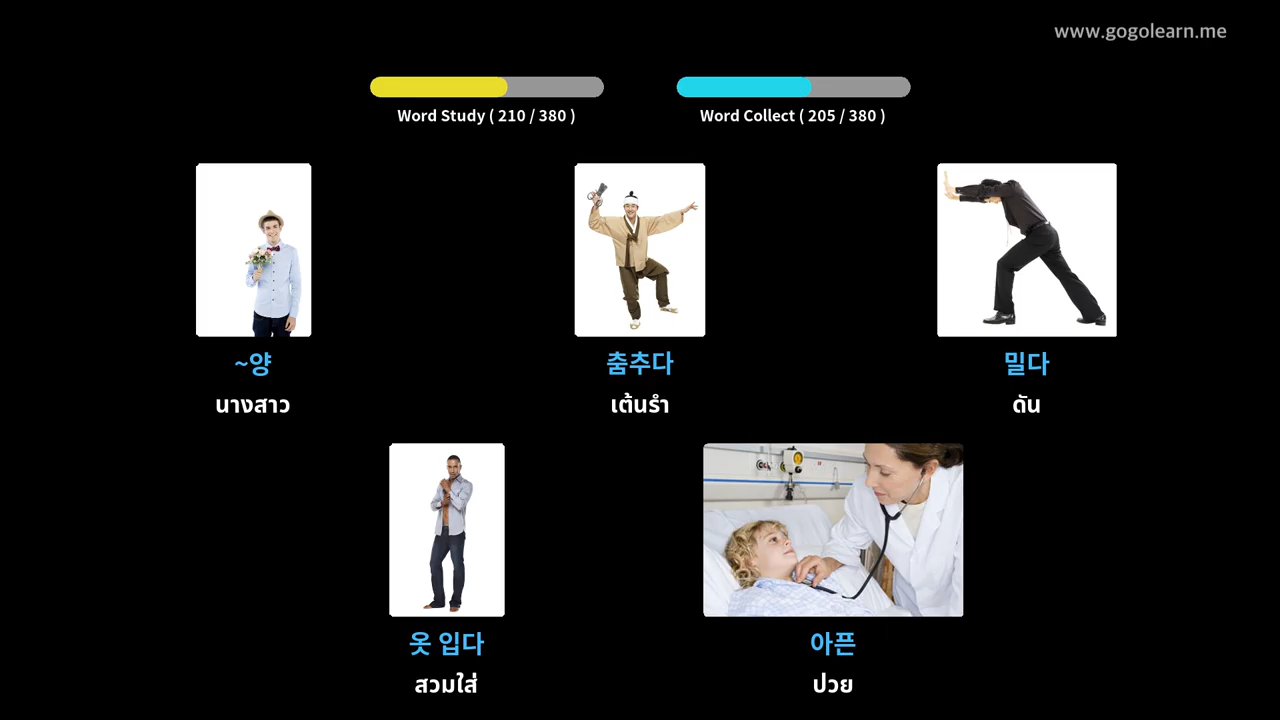 www.gogolearn.me
Word Study ( 210 / 380 )
Word Collect ( 205 / 380 )
~양
นางสาว
춤추다
เต้นรำ
밀다
ดัน
옷 입다
สวมใส่
아픈
ป่วย